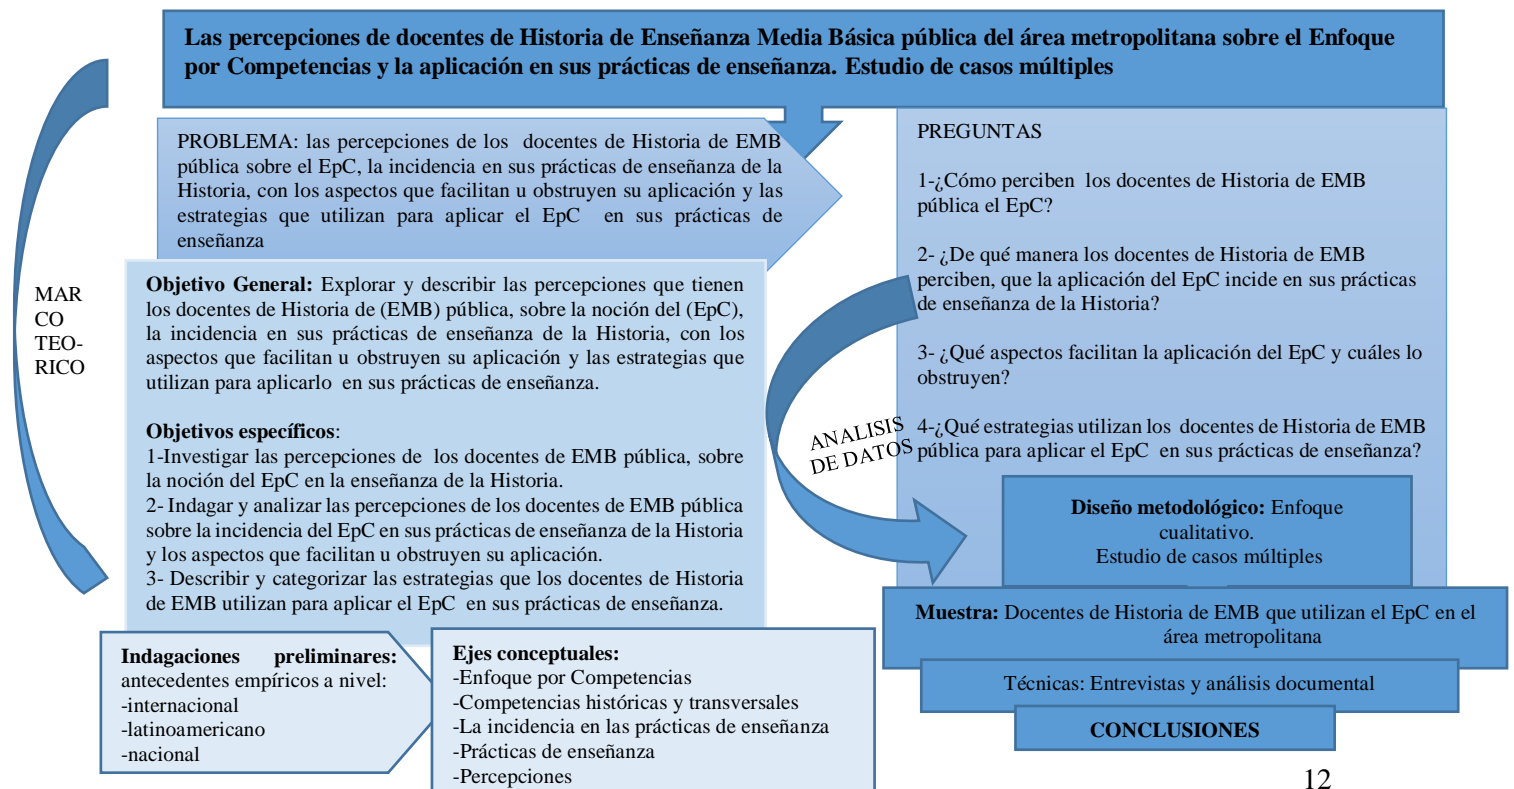 Las percepciones de docentes de Historia de Enseñanza Media Básica pública del área metropolitana sobre el Enfoque
por Competencias y la aplicación en sus prácticas de enseñanza. Estudio de casos múltiples
PROBLEMA: las percepciones de los docentes de Historia de EMB
pública sobre el EpC, la incidencia en sus prácticas de enseñanza de la
Historia, con los aspectos que facilitan u obstruyen su aplicación y las
estrategias que utilizan para aplicar el EpC en sus prácticas de
enseñanza
PREGUNTAS
1-¿Cómo perciben los docentes de Historia de EMB
pública el EpC?
2- ¿De qué manera los docentes de Historia de EMB
perciben, que la aplicación del EpC incide en sus prácticas
de enseñanza de la Historia?
3- ¿Qué aspectos facilitan la aplicación del EpC y cuáles lo
obstruyen?
4-¿Qué estrategias utilizan los docentes de Historia de EMB
pública para aplicar el EpC en sus prácticas de enseñanza?
MAR
CO
TEO-
RICO
Objetivo General: Explorar y describir las percepciones que tienen
los docentes de Historia de (EMB) pública, sobre la noción del (EpC),
la incidencia en sus prácticas de enseñanza de la Historia, con los
aspectos que facilitan u obstruyen su aplicación y las estrategias que
utilizan para aplicarlo en sus prácticas de enseñanza.
Objetivos específicos:
1-Investigar las percepciones de los docentes de EMB pública, sobre
la noción del EpC en la enseñanza de la Historia.
2- Indagar y analizar las percepciones de los docentes de EMB pública
sobre la incidencia del EpC en sus prácticas de enseñanza de la Historia
y los aspectos que facilitan u obstruyen su aplicación.
3- Describir y categorizar las estrategias que los docentes de Historia
de EMB utilizan para aplicar el EpC en sus prácticas de enseñanza.
ANALISIS
DE DATOS
Diseño metodológico: Enfoque
cualitativo.
Estudio de casos múltiples
Muestra: Docentes de Historia de EMB que utilizan el EpC en el
área metropolitana
Técnicas: Entrevistas y análisis documental
CONCLUSIONES
Indagaciones preliminares:
antecedentes empíricos a nivel:
-internacional
-latinoamericano
-nacional
Ejes conceptuales:
-Enfoque por Competencias
-Competencias históricas y transversales
-La incidencia en las prácticas de enseñanza
-Prácticas de enseñanza
-Percepciones
12